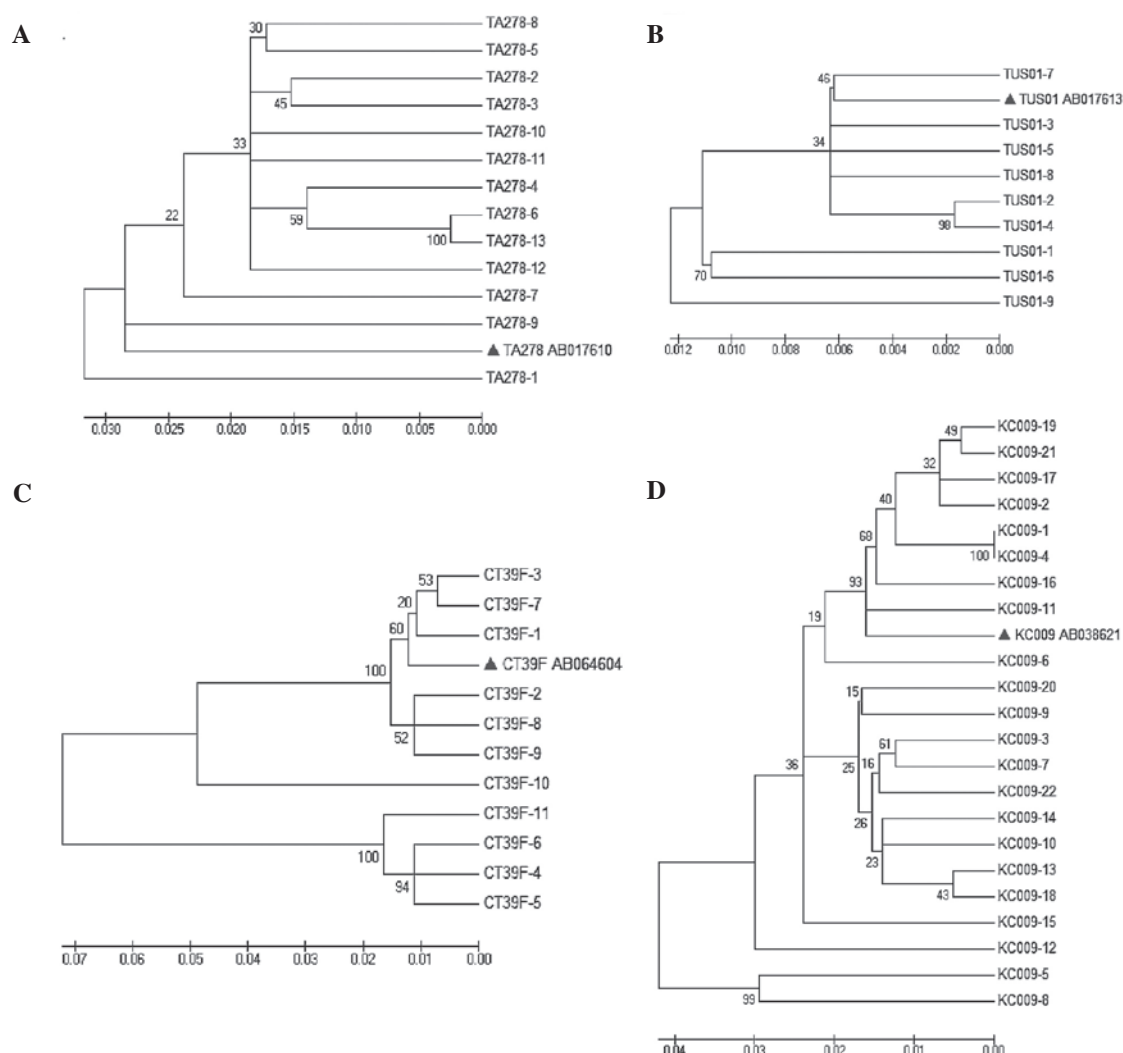 A
30
TA278-8
TA278-5
TA278-2
45
TA278-3
TA278-10
33
TA278-11
TA278-4
59
TA278-6
100
TA278-13
22
TA278-12
TA278-7
TA278-9
▲ TA278 AB017610
TA278-1
0.030 0.025 0.020 0.015 0.010 0.005 0.000
B
46
TUS01-7
▲ TUS01 AB017613
TUS01-3
34
TUS01-5
TUS01-8
TUS01-2
98
TUS01-4
TUS01-1
70
TUS01-6
TUS01-9
0.012 0.010 0.008 0.006 0.004 0.002 0.000
C
53
CT39F-3
CT39F-7
20
CT39F-1
60
▲ CT39F AB064604
100
CT39F-2
CT39F-8
52
CT39F-9
CT39F-10
CT39F-11
100
CT39F-6
CT39F-4
94
CT39F-5
0.07 0.06 0.05 0.04 0.03 0.02 0.01 0.00
D
49
KC009-19
KC009-21
32
KC009-17
KC009-2
40
KC009-1
100
KC009-4
68
KC009-16
93
KC009-11
▲ KC009 AB038621
19
KC009-6
15
KC009-20
KC009-9
36
25
61
KC009-3
KC009-7
16
KC009-22
26
KC009-14
KC009-10
23
KC009-13
43
KC009-18
KC009-15
KC009-12
KC009-5
99
KC009-8
0.04 0.03 0.02 0.01 0.00